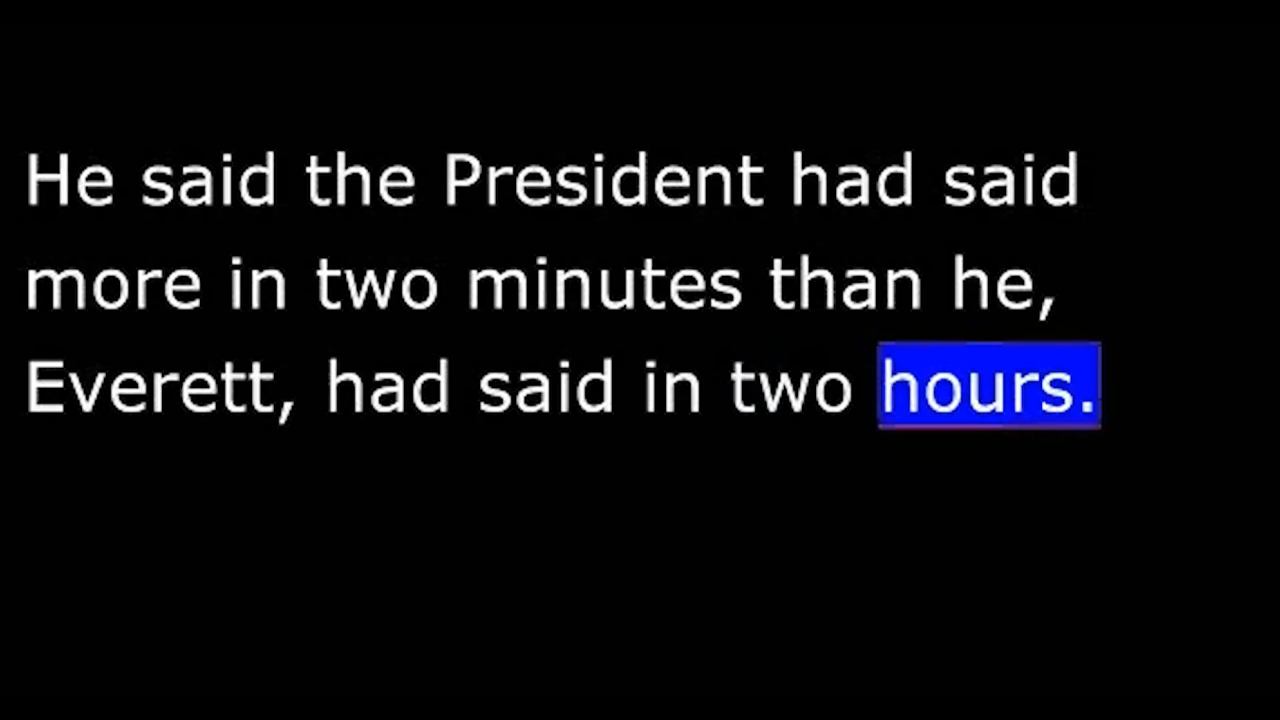 He said the President had said
more in two minutes than he,
Everett, had said in two hours.